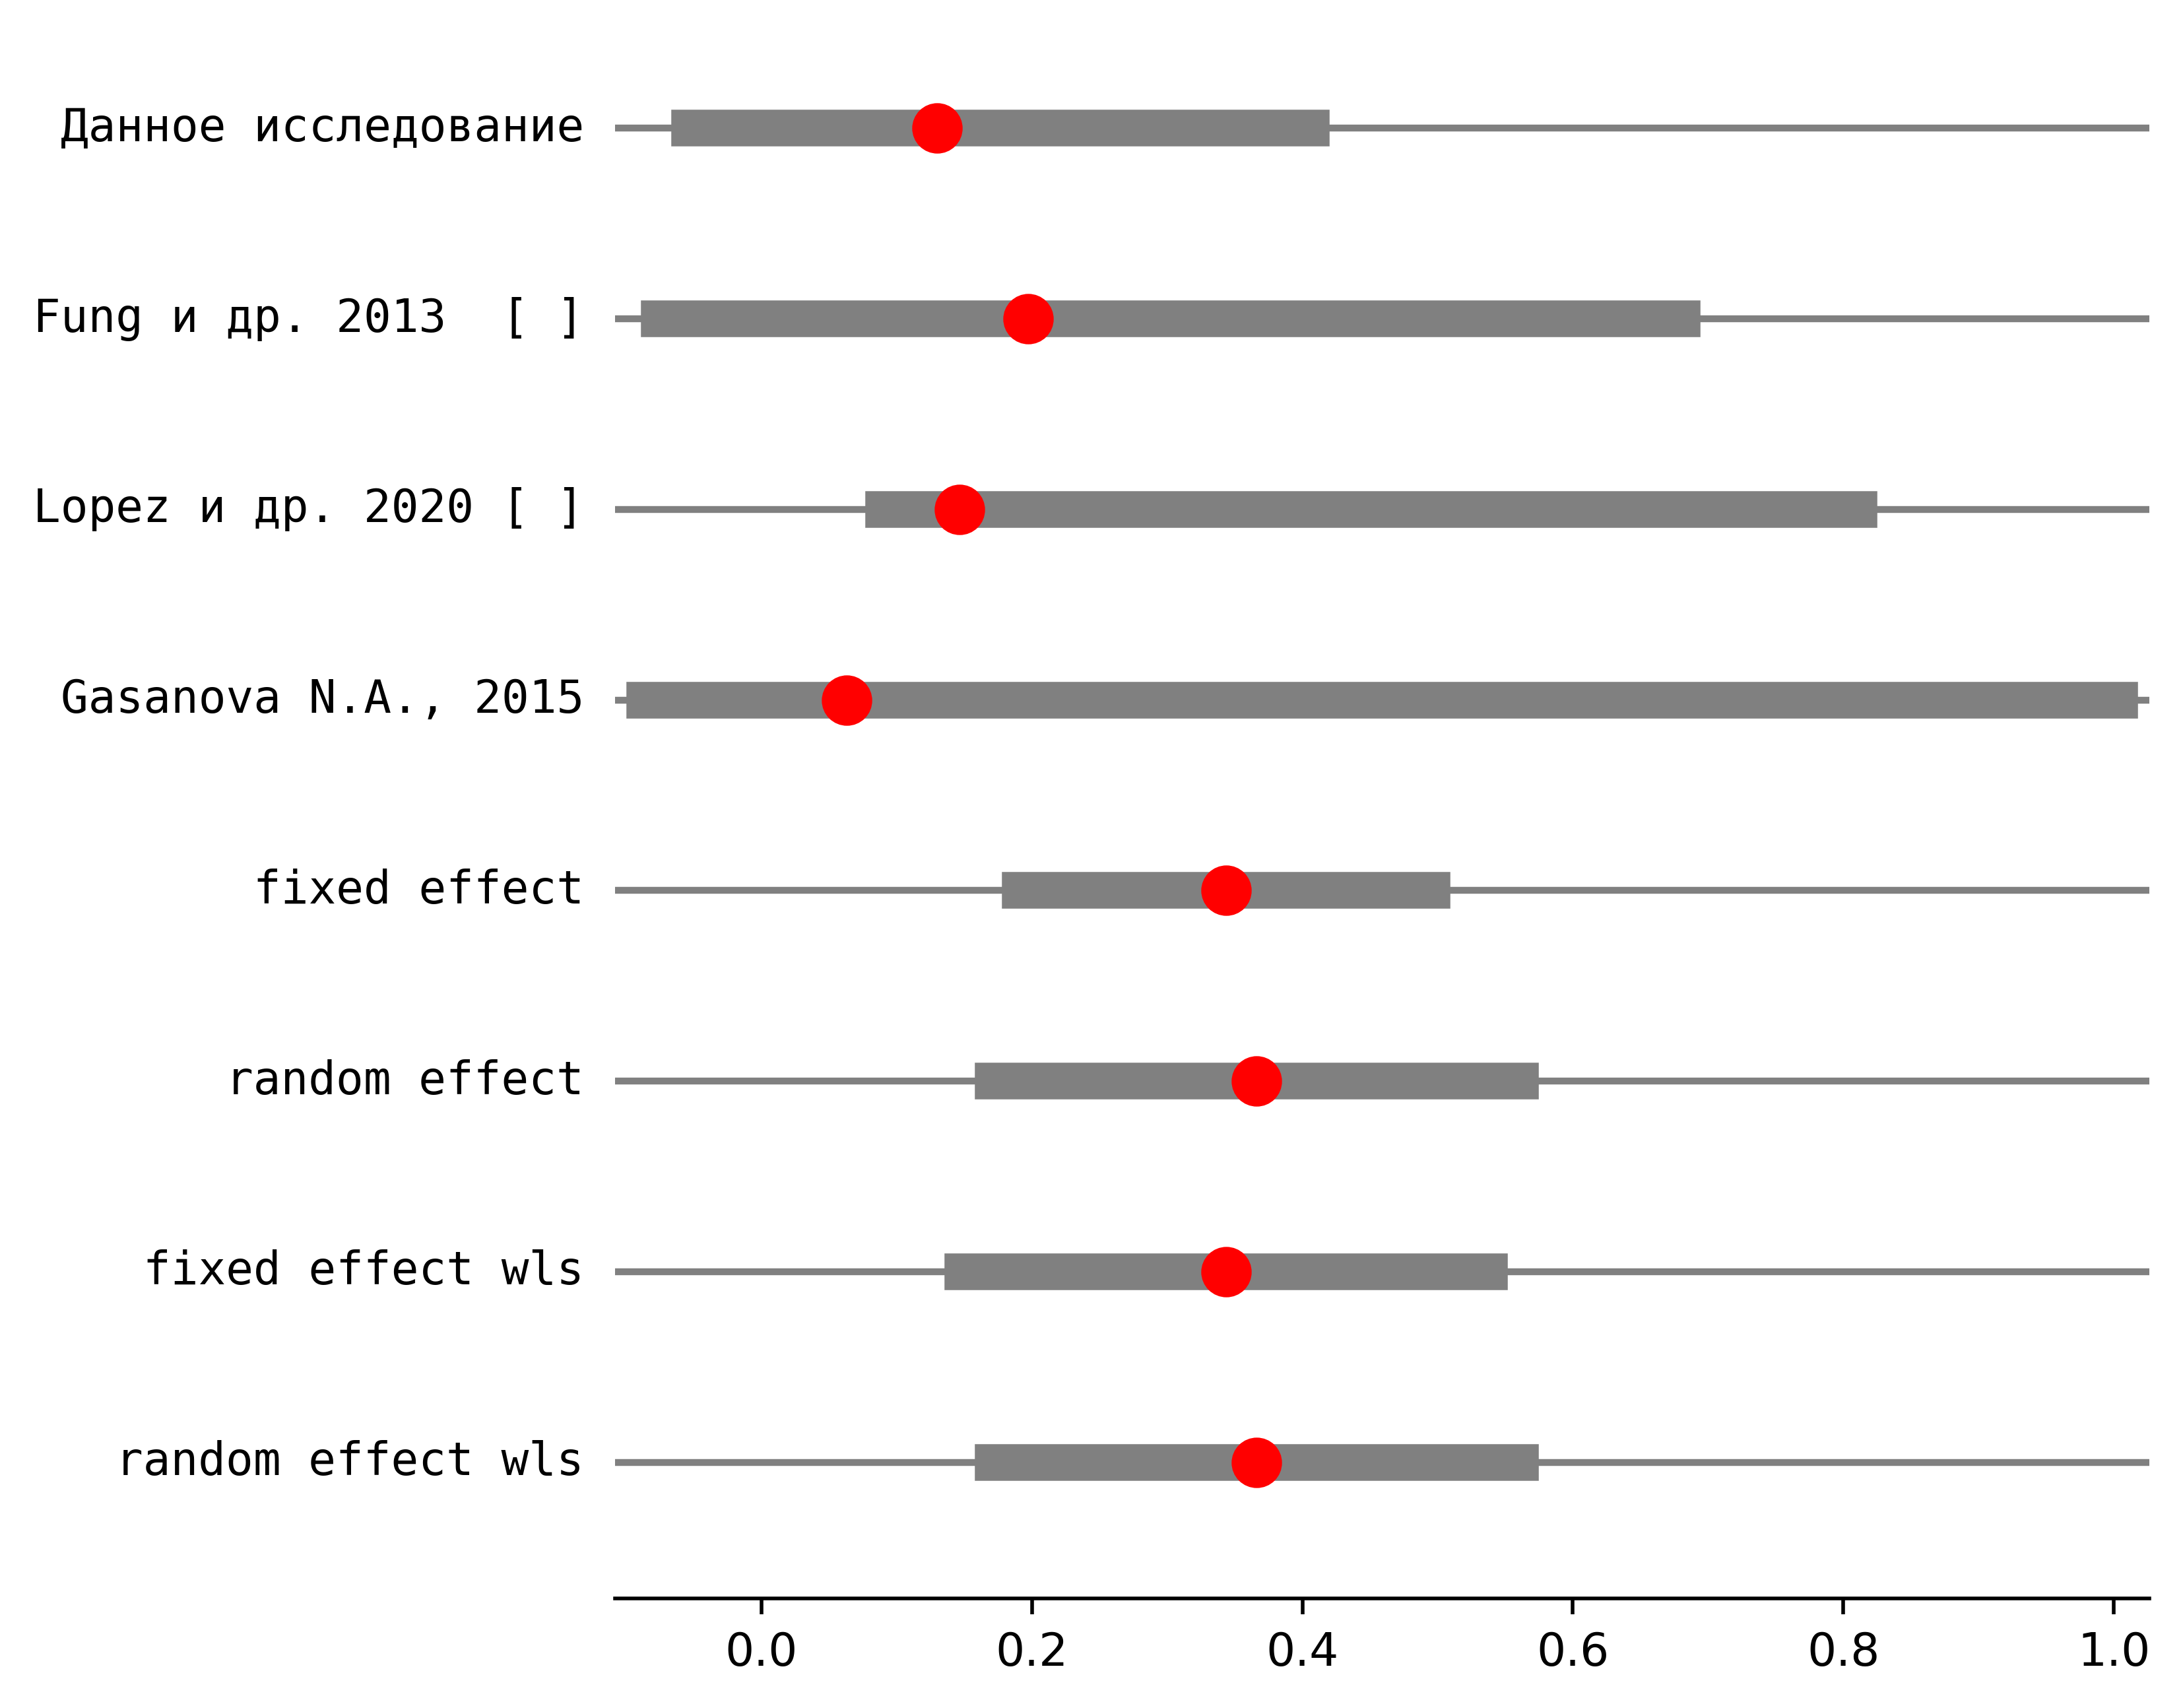 Данное исследование
Fung и др. 2013  [ ]
Lopez и др. 2020 [ ]
Gasanova N.A., 2015
fixed effect
random effect
fixed effect wls
random effect wls
0.0 0.2 0.4 0.6 0.8 1.0